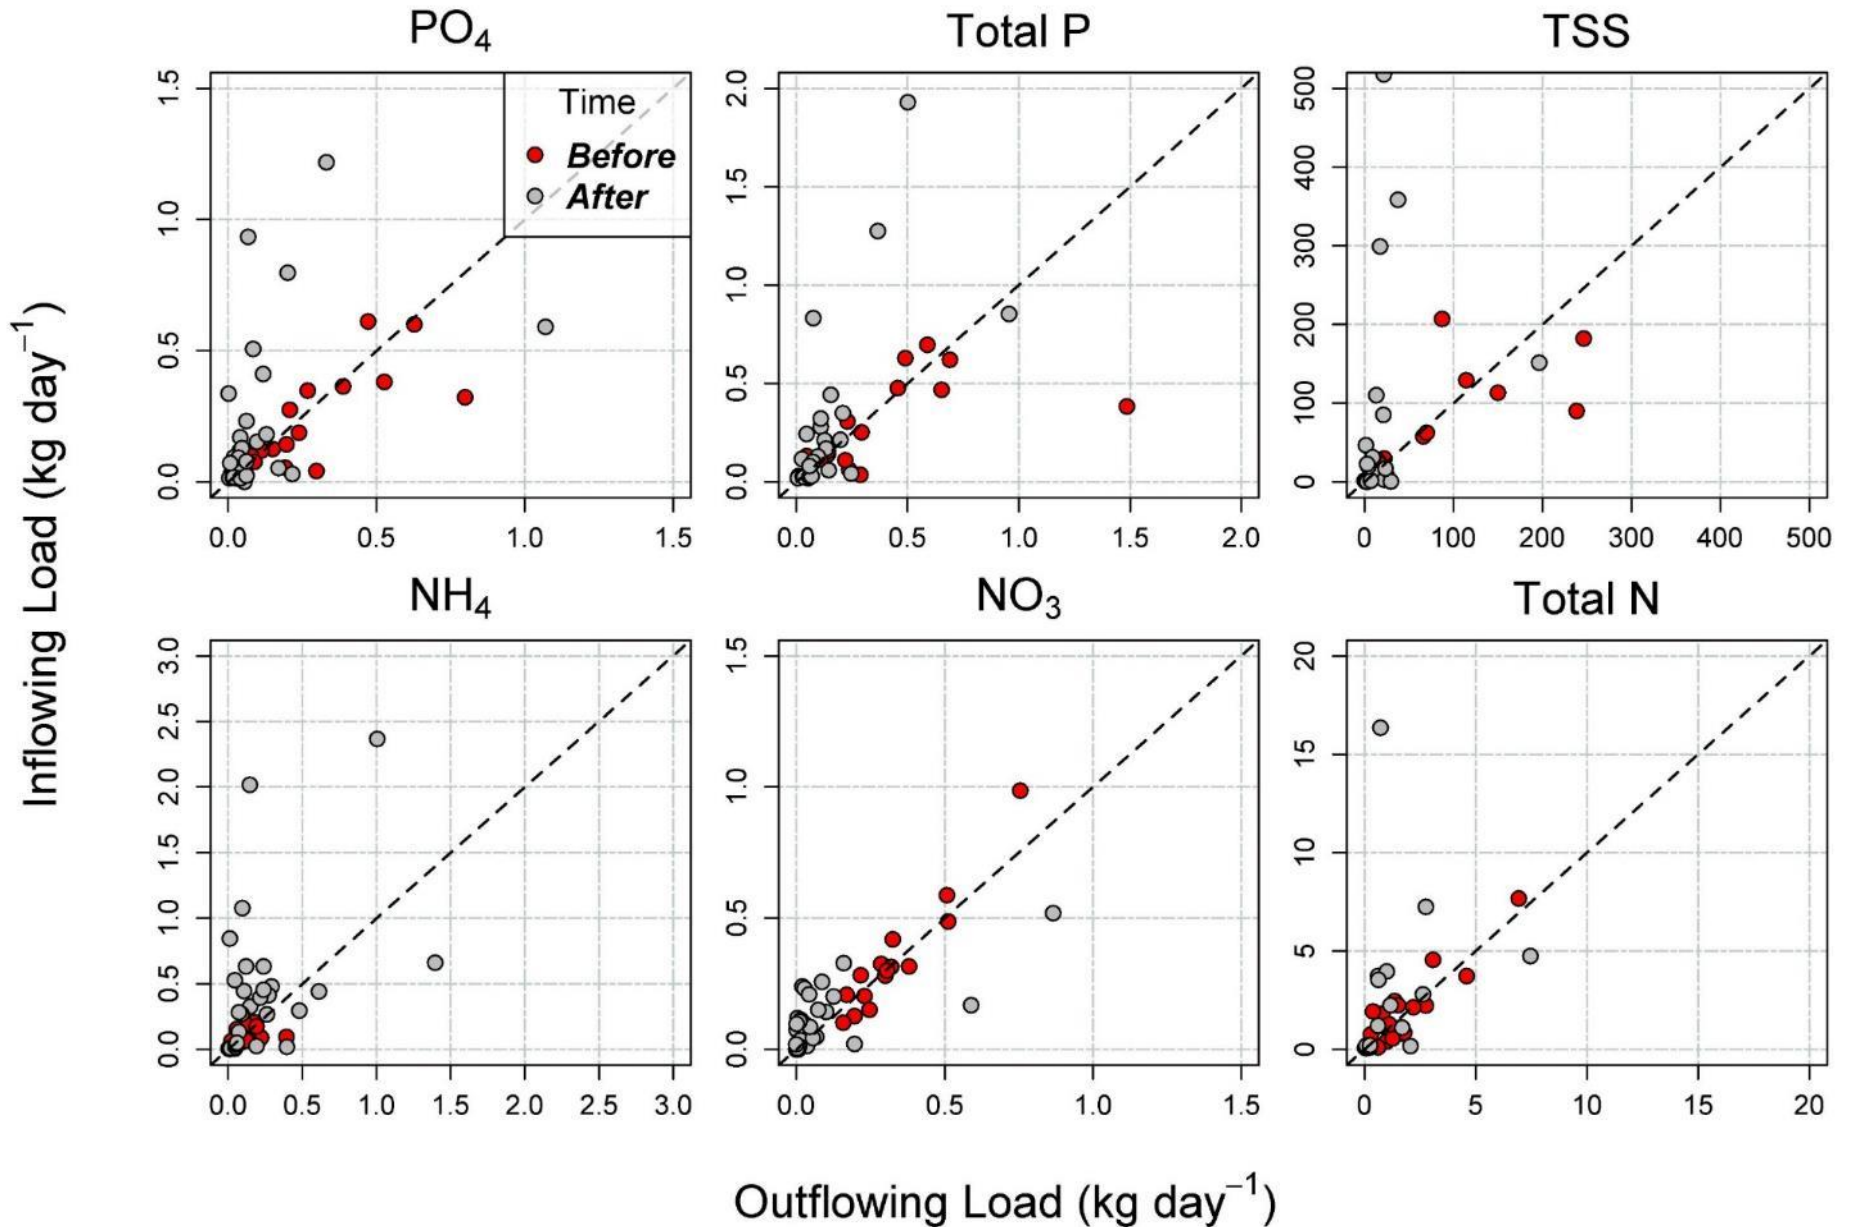 PO₄
Total P
TSS
0.0 0.5 1.0 1.5
0.0 0.5 1.0 1.5 2.0
0 100 200 300 400 500
Time
Before
After
0.0 0.5 1.0 1.5
0.0 0.5 1.0 1.5 2.0
0 100 200 300 400 500
Inflowing Load (kg day⁻¹)
NH₄
NO₃
Total N
0.0 0.5 1.0 1.5 2.0 2.5 3.0
0.0 0.5 1.0 1.5
0 5 10 15 20
0.0 0.5 1.0 1.5 2.0 2.5 3.0
0.0 0.5 1.0 1.5
0 5 10 15 20
Outflowing Load (kg day⁻¹)